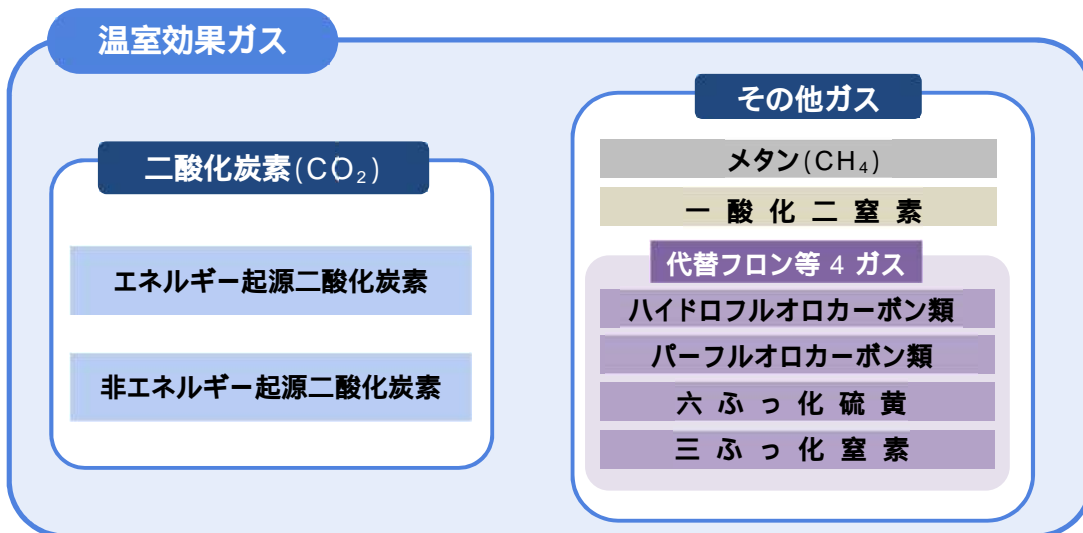 温室効果ガス
二酸化炭素(CO₂)
エネルギー起源二酸化炭素
非エネルギー起源二酸化炭素
その他ガス
メタン(CH₄)
一酸化二窒素
代替フロン等 4 ガス
ハイドロフルオロカーボン類
パーフルオロカーボン類
六ふっ化硫黄
三ふっ化窒素